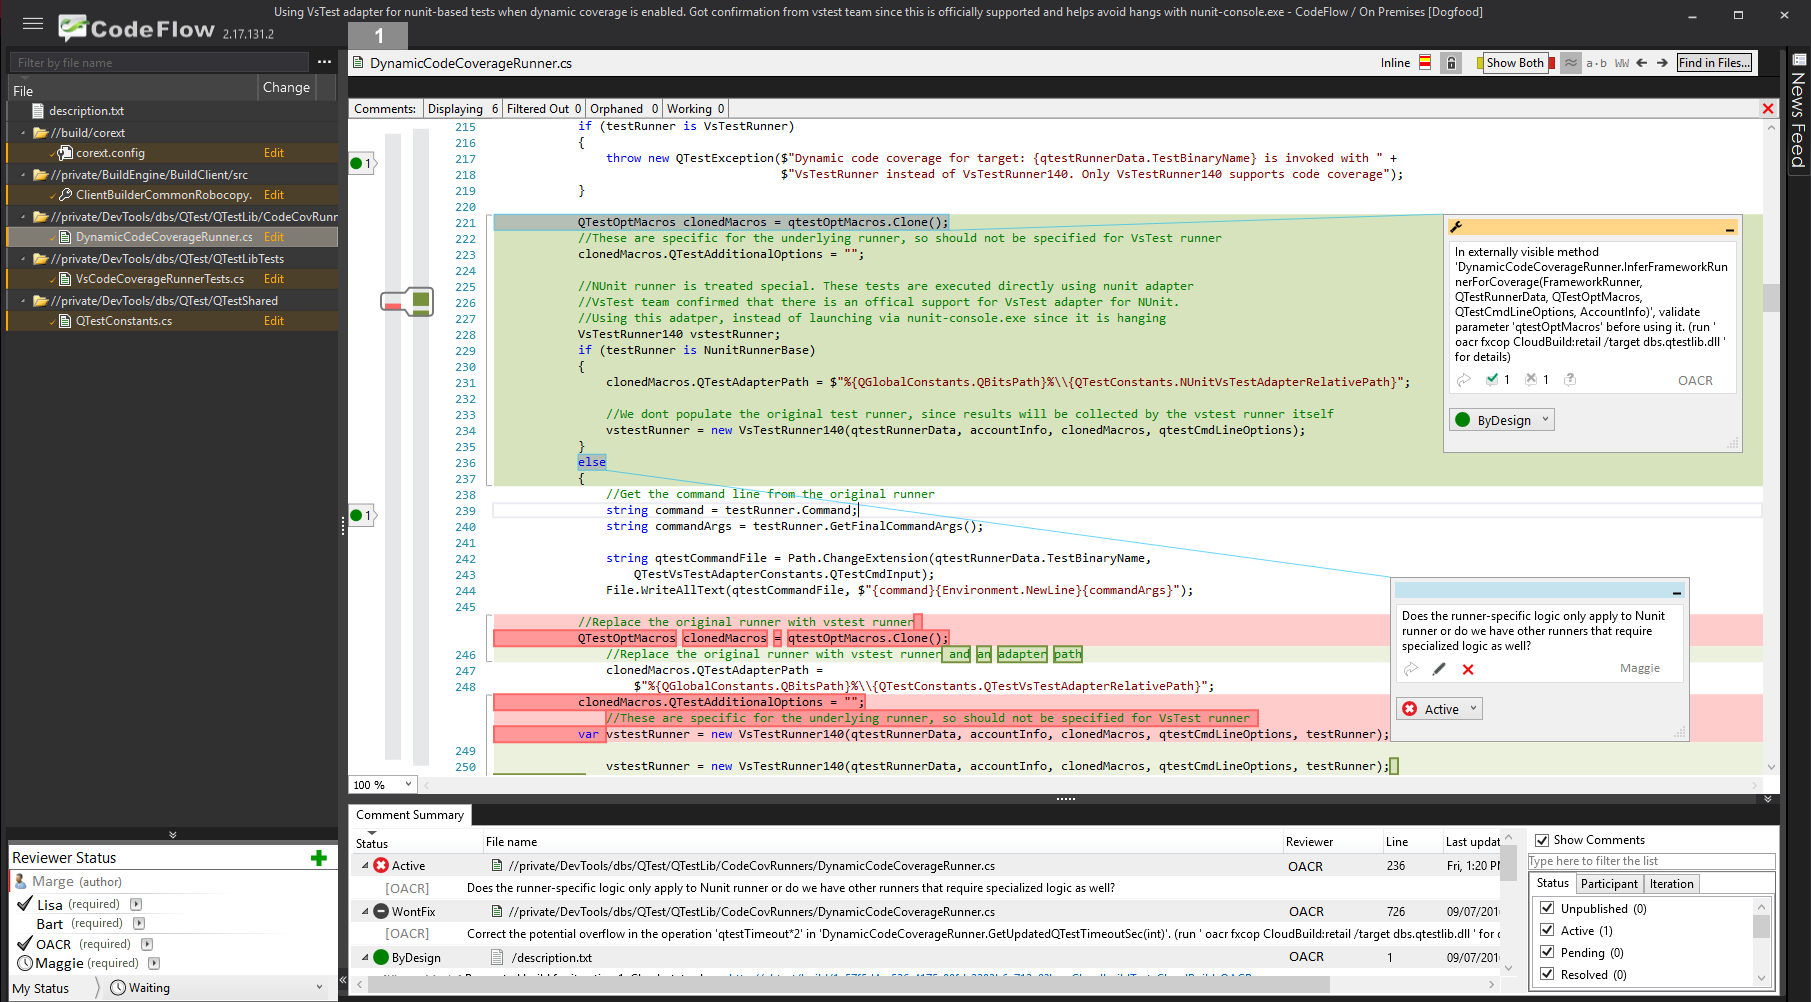 Using VsTest adapter for nunit-based tests when dynamic coverage is enabled. Got confirmation from vstest team since this is officially supported and helps avoid hangs with nunit-console.exe - CodeFlow / On Premises [Dogfood]
CodeFlow 2.17.131.2
1
Filter by file name
File Change
description.txt
//build/corext
corext.config Edit
//private/BuildEngine/BuildClient/src
ClientBuilderCommonRobocopy. Edit
//private/DevTools/dbs/QTest/QTestLib/CodeCovRunn
DynamicCodeCoverageRunner.cs Edit
//private/DevTools/dbs/QTest/QTestLibTests
VsCodeCoverageRunnerTests.cs Edit
//private/DevTools/dbs/QTest/QTestShared
QTestConstants.cs Edit
Reviewer Status
Marge (author)
Lisa (required)
Bart (required)
OACR (required)
Maggie (required)
My Status Waiting
DynamicCodeCoverageRunner.cs
Inline Show Both a·b WW Find in Files...
News Feed
Comments: Displaying 6 Filtered Out 0 Orphaned 0 Working 0
215 if (testRunner is VsTestRunner)
216 {
1
217 throw new QTestException($"Dynamic code coverage for target: {qtestRunnerData.TestBinaryName} is invoked with " +
218 $"VsTestRunner instead of VsTestRunner140. Only VsTestRunner140 supports code coverage");
219 }
220
221 QTestOptMacros clonedMacros = qtestOptMacros.Clone();
222 //These are specific for the underlying runner, so should not be specified for VsTest runner
223 clonedMacros.QTestAdditionalOptions = "";
224
225 //NUnit runner is treated special. These tests are executed directly using nunit adapter
226 //VsTest team confirmed that there is an offical support for VsTest adapter for NUnit.
227 //Using this adatper, instead of launching via nunit-console.exe since it is hanging
228 VsTestRunner140 vstestRunner;
229 if (testRunner is NunitRunnerBase)
230 {
231 clonedMacros.QTestAdapterPath = $"%{QGlobalConstants.QBitsPath}%\\{QTestConstants.NUnitVsTestAdapterRelativePath}";
232
233 //We dont populate the original test runner, since results will be collected by the vstest runner itself
234 vstestRunner = new VsTestRunner140(qtestRunnerData, accountInfo, clonedMacros, qtestCmdLineOptions);
235 }
236 else
237 {
238 //Get the command line from the original runner
1
239 string command = testRunner.Command;
240 string commandArgs = testRunner.GetFinalCommandArgs();
241
242 string qtestCommandFile = Path.ChangeExtension(qtestRunnerData.TestBinaryName,
243 QTestVsTestAdapterConstants.QTestCmdInput);
244 File.WriteAllText(qtestCommandFile, $"{command}{Environment.NewLine}{commandArgs}");
245
//Replace the original runner with vstest runner
QTestOptMacros clonedMacros = qtestOptMacros.Clone();
246 //Replace the original runner with vstest runner and an adapter path
247 clonedMacros.QTestAdapterPath =
248 $"%{QGlobalConstants.QBitsPath}%\\{QTestConstants.QTestVsTestAdapterRelativePath}";
clonedMacros.QTestAdditionalOptions = "";
//These are specific for the underlying runner, so should not be specified for VsTest runner
var vstestRunner = new VsTestRunner140(qtestRunnerData, accountInfo, clonedMacros, qtestCmdLineOptions, testRunner);
249
250 vstestRunner = new VsTestRunner140(qtestRunnerData, accountInfo, clonedMacros, qtestCmdLineOptions, testRunner);
100 %
In externally visible method
'DynamicCodeCoverageRunner.InferFrameworkRun
nerForCoverage(FrameworkRunner,
QTestRunnerData, QTestOptMacros,
QTestCmdLineOptions, AccountInfo)', validate
parameter 'qtestOptMacros' before using it. (run '
oacr fxcop CloudBuild:retail /target dbs.qtestlib.dll '
for details)
1 1 OACR
ByDesign
Does the runner-specific logic only apply to Nunit
runner or do we have other runners that require
specialized logic as well?
Maggie
Active
Comment Summary
Status File name Reviewer Line Last updat
Active //private/DevTools/dbs/QTest/QTestLib/CodeCovRunners/DynamicCodeCoverageRunner.cs OACR 236 Fri, 1:20 P
[OACR] Does the runner-specific logic only apply to Nunit runner or do we have other runners that require specialized logic as well?
WontFix //private/DevTools/dbs/QTest/QTestLib/CodeCovRunners/DynamicCodeCoverageRunner.cs OACR 726 09/07/201
[OACR] Correct the potential overflow in the operation 'qtestTimeout*2' in 'DynamicCodeCoverageRunner.GetUpdatedQTestTimeoutSec(int)'. (run ' oacr fxcop CloudBuild:retail /target dbs.qtestlib.dll ' for
ByDesign /description.txt OACR 1 09/07/201
Show Comments
Type here to filter the list
Status Participant Iteration
Unpublished (0)
Active (1)
Pending (0)
Resolved (0)